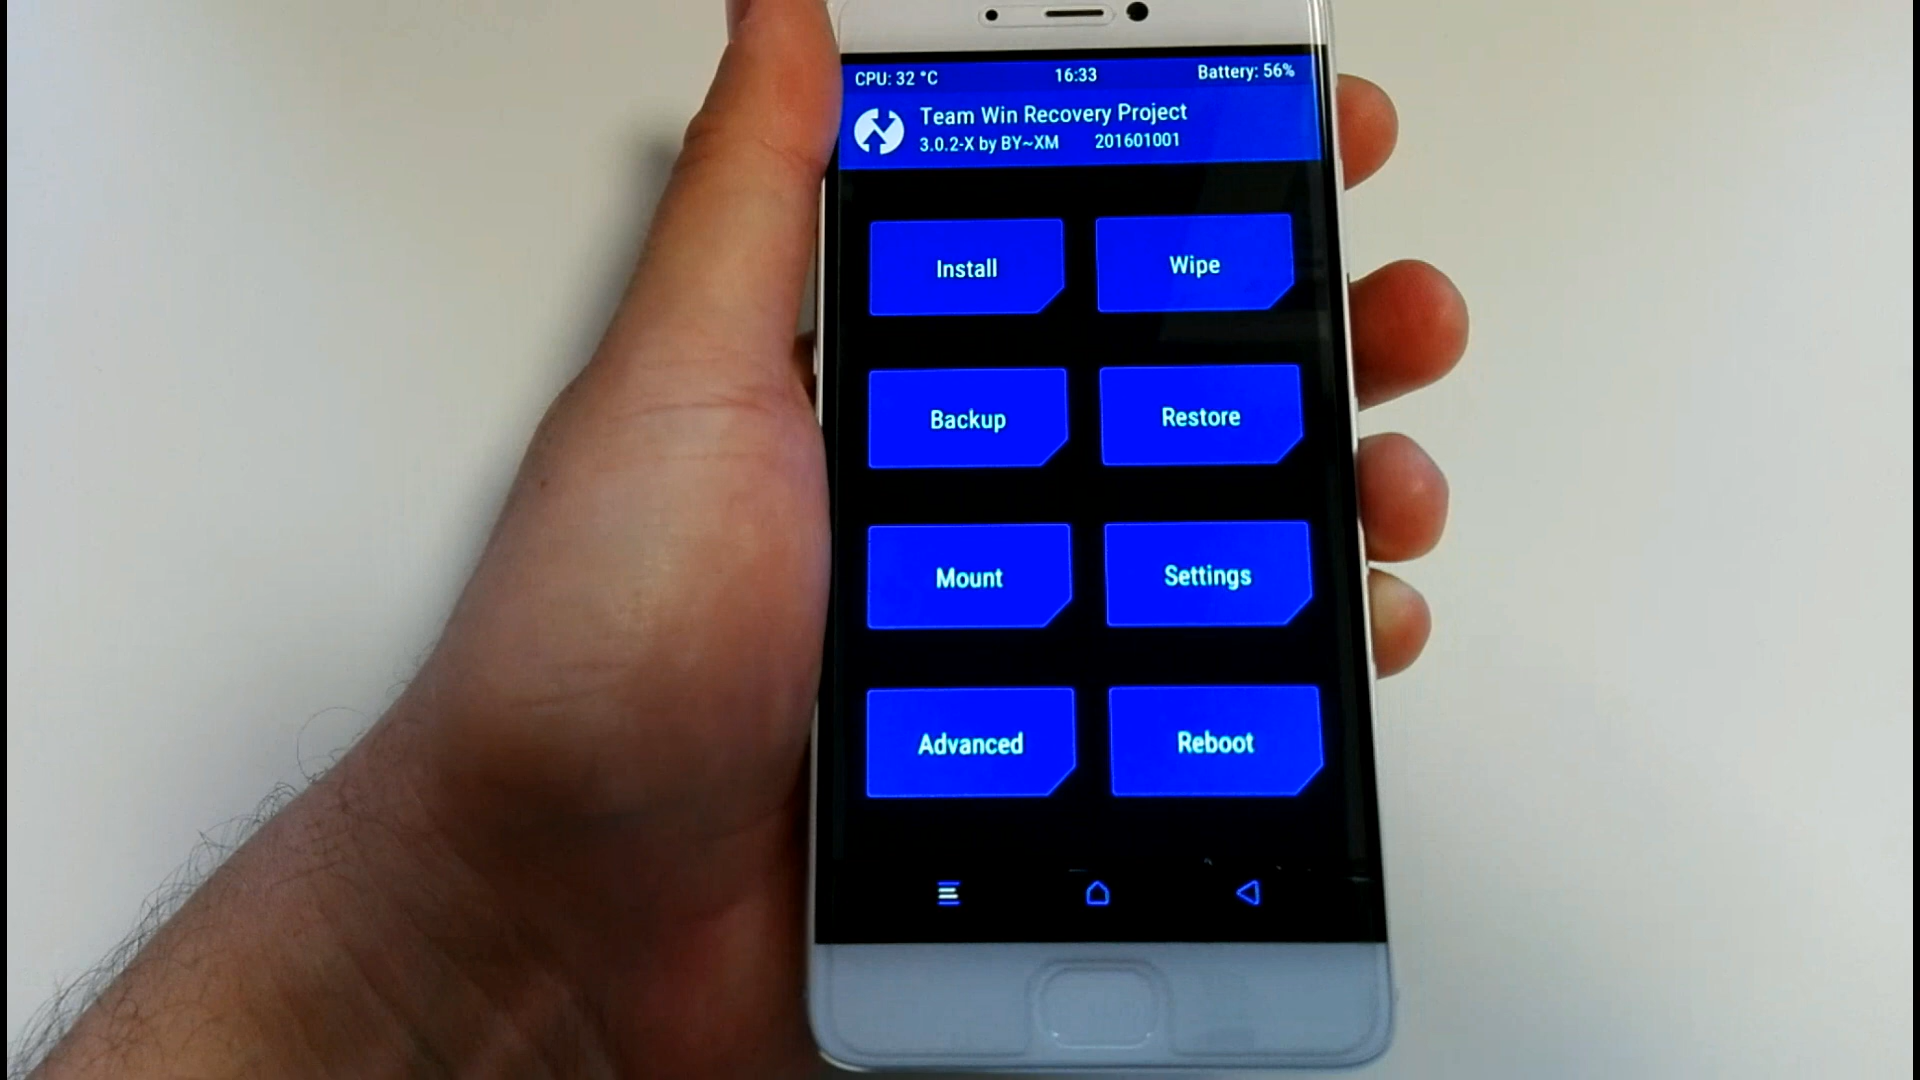 CPU: 32 °C 16:33 Battery: 56%
Team Win Recovery Project
3.0.2-X by BY~XM 201601001
Install Wipe
Backup Restore
Mount Settings
Advanced Reboot